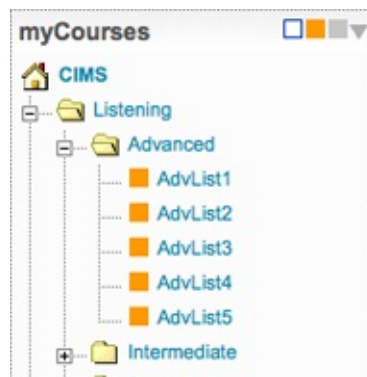 myCourses
CIMS
Listening
Advanced
AdvList1
AdvList2
AdvList3
AdvList4
AdvList5
Intermediate